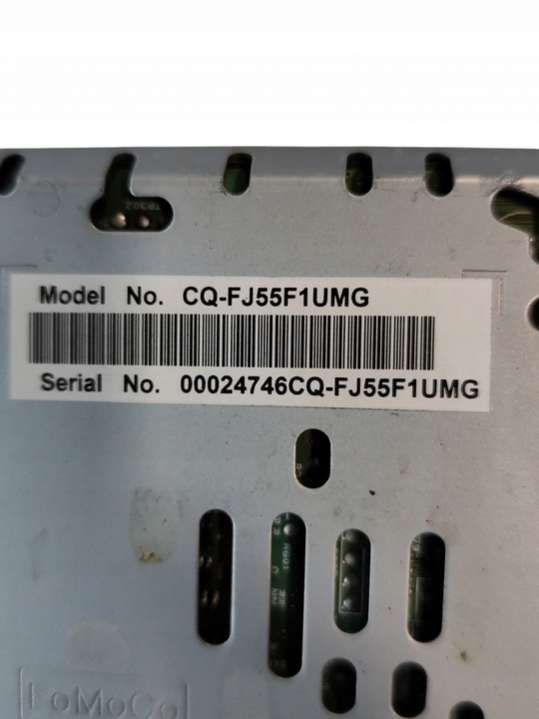 Model No. CQ-FJ55F1UMG
Serial No. 00024746CQ-FJ55F1UMG
FoMoCo